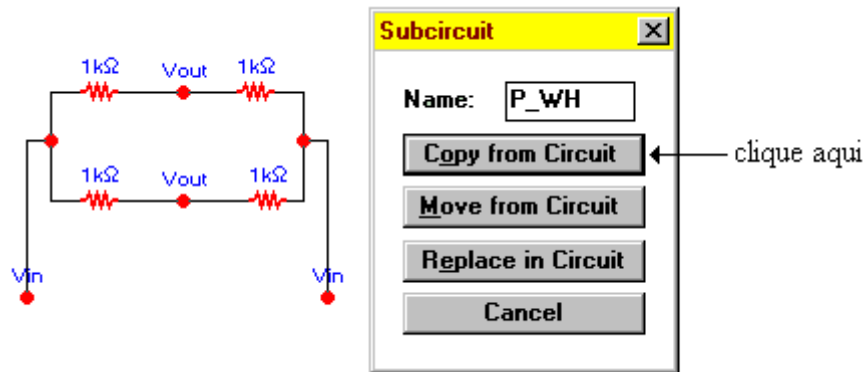 1kΩ Vout 1kΩ
1kΩ Vout 1kΩ
Vin Vin
Subcircuit
Name: P_WH
Copy from Circuit
clique aqui
Move from Circuit
Replace in Circuit
Cancel